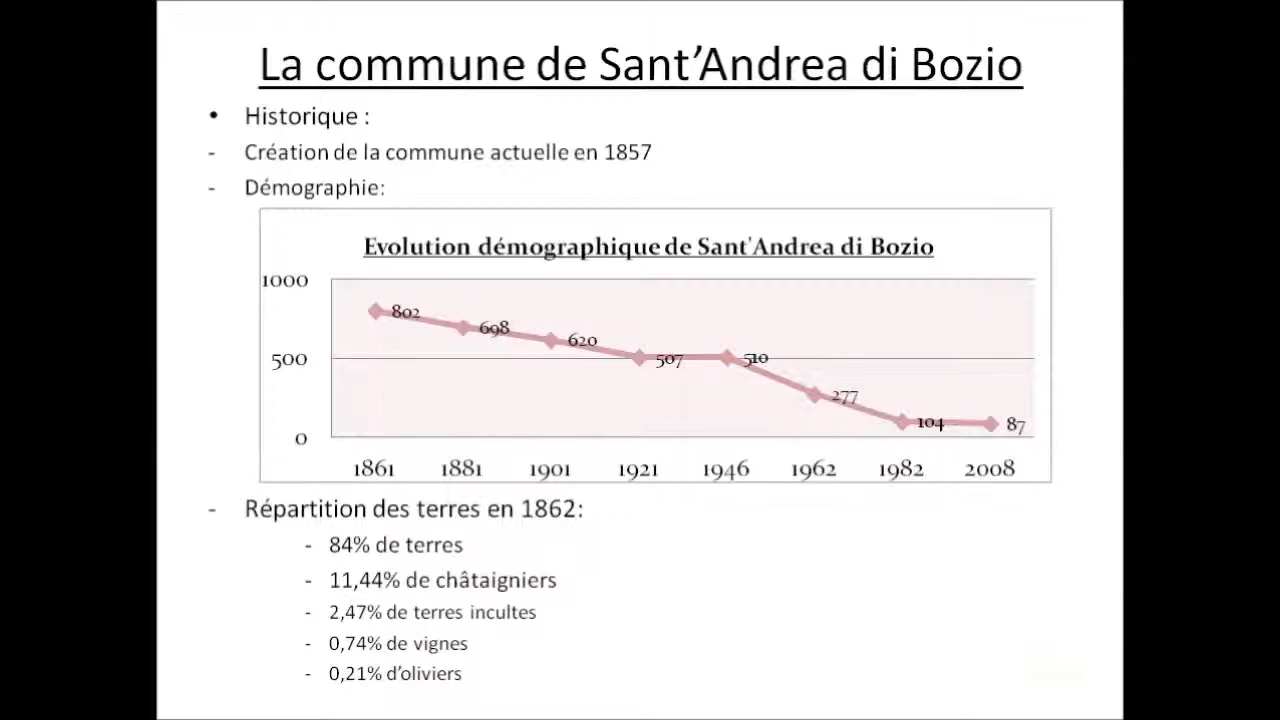 La commune de Sant’Andrea di Bozio
• Historique :
- Création de la commune actuelle en 1857
- Démographie:
Evolution démographique de Sant'Andrea di Bozio
1000
500
0
802
698
620
507
510
277
104
87
1861 1881 1901 1921 1946 1962 1982 2008
- Répartition des terres en 1862:
- 84% de terres
- 11,44% de châtaigniers
- 2,47% de terres incultes
- 0,74% de vignes
- 0,21% d’oliviers